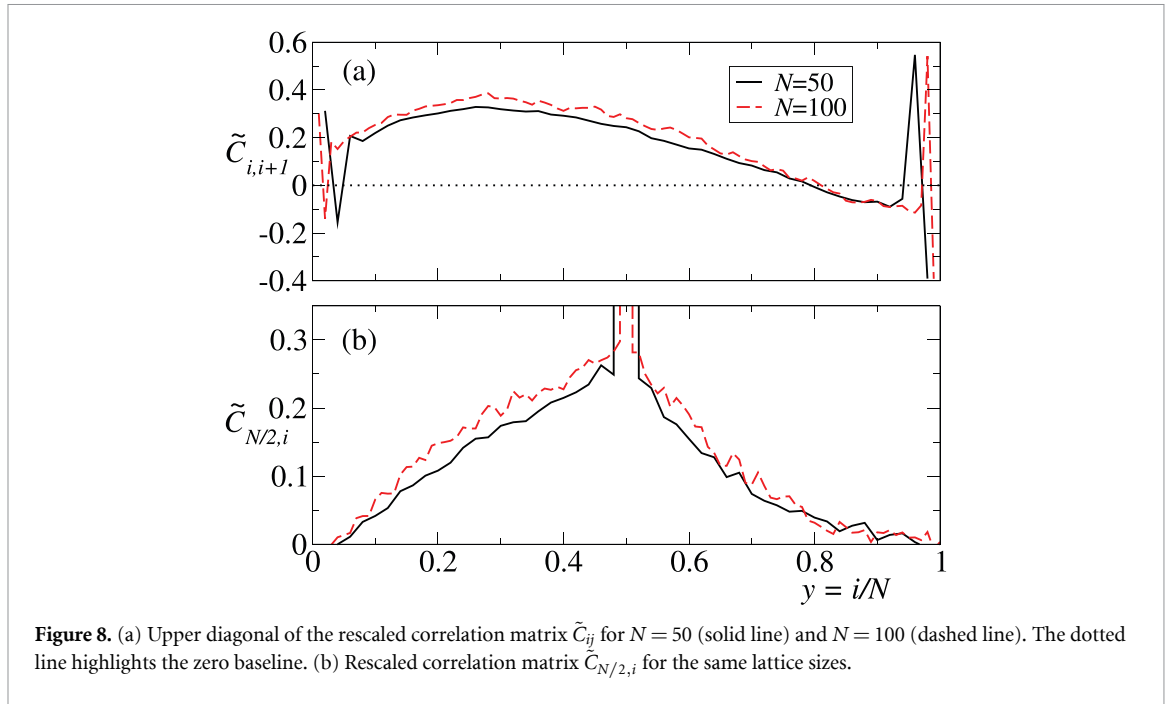 0.6
(a)
N=50
N=100
0.4
0.2
C̃i,i+1
0
-0.2
-0.4
(b)
0.3
0.2
C̃N/2,i
0.1
0
0 0.2 0.4 0.6 0.8 1
y = i/N
Figure 8. (a) Upper diagonal of the rescaled correlation matrix C̃ij for N = 50 (solid line) and N = 100 (dashed line). The dotted
line highlights the zero baseline. (b) Rescaled correlation matrix C̃N/2,i for the same lattice sizes.